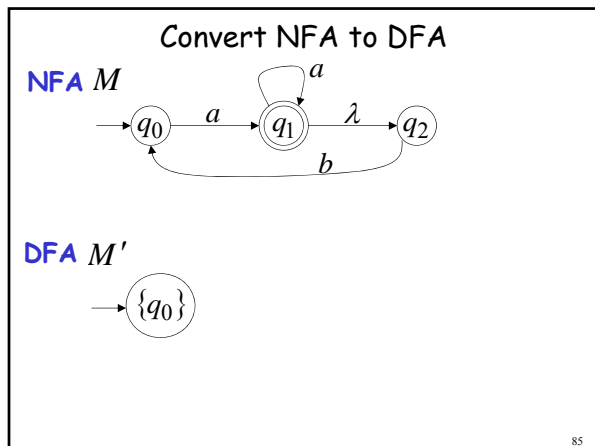 Convert NFA to DFA
NFA M
a
q₀ a q₁ λ q₂
b
DFA M′
{q₀}
85